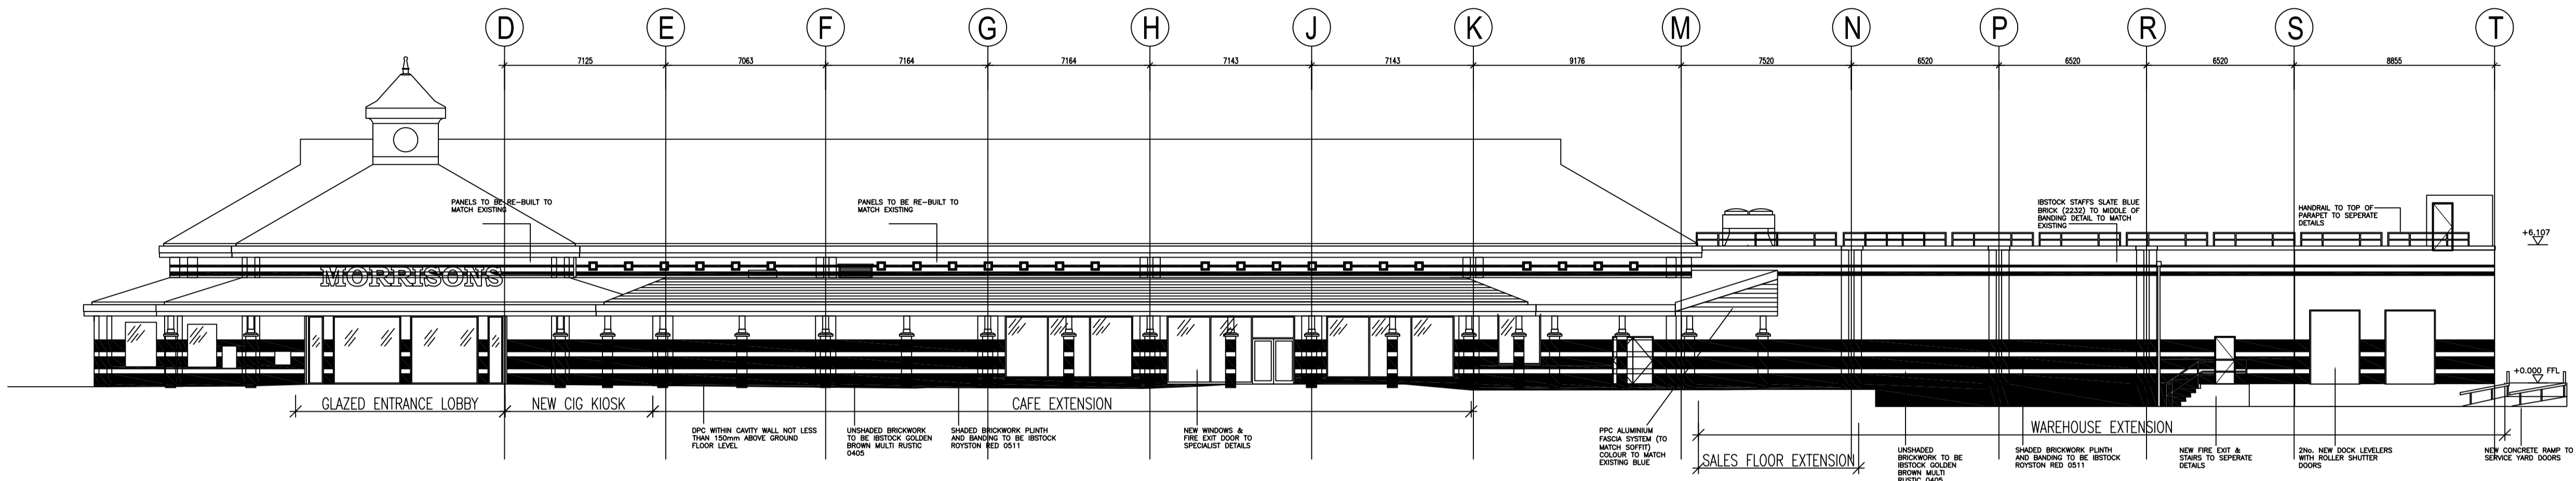 D E F G H J K M N P R S T
7125 7063 7164 7164 7143 7143 9176 7520 6520 6520 6520 8855
PANELS TO BE RE-BUILT TO
MATCH EXISTING
PANELS TO BE RE-BUILT TO
MATCH EXISTING
IBSTOCK STAFFS SLATE BLUE
BRICK (2232) TO MIDDLE OF
BANDING DETAIL TO MATCH
EXISTING
HANDRAIL TO TOP OF
PARAPET TO SEPERATE
DETAILS
+6.107
MORRISONS
+0.000 FFL
GLAZED ENTRANCE LOBBY
NEW CIG KIOSK
CAFE EXTENSION
WAREHOUSE EXTENSION
SALES FLOOR EXTENSION
DPC WITHIN CAVITY WALL NOT LESS
THAN 150mm ABOVE GROUND
FLOOR LEVEL
UNSHADED BRICKWORK
TO BE IBSTOCK GOLDEN
BROWN MULTI RUSTIC
0405
SHADED BRICKWORK PLINTH
AND BANDING TO BE IBSTOCK
ROYSTON RED 0511
NEW WINDOWS &
FIRE EXIT DOOR TO
SPECIALIST DETAILS
PPC ALUMINIUM
FASCIA SYSTEM (TO
MATCH SOFFIT)
COLOUR TO MATCH
EXISTING BLUE
UNSHADED
BRICKWORK TO BE
IBSTOCK GOLDEN
BROWN MULTI
RUSTIC 0405
SHADED BRICKWORK PLINTH
AND BANDING TO BE IBSTOCK
ROYSTON RED 0511
NEW FIRE EXIT &
STAIRS TO SEPERATE
DETAILS
2No. NEW DOCK LEVELERS
WITH ROLLER SHUTTER
DOORS
NEW CONCRETE RAMP TO
SERVICE YARD DOORS